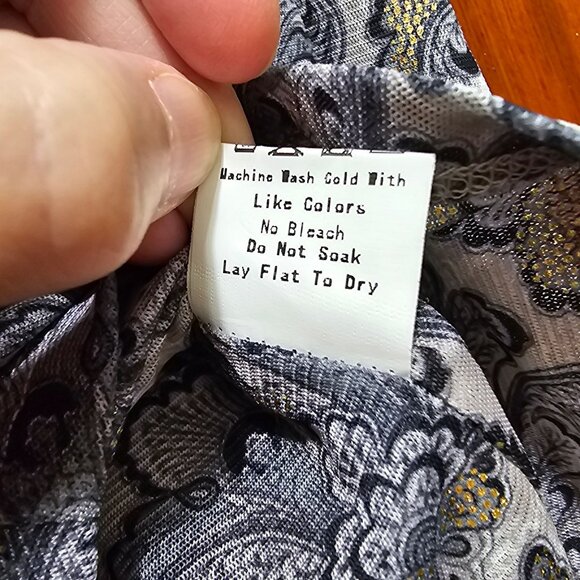 Machine Wash Cold With
Like Colors
No Bleach
Do Not Soak
Lay Flat To Dry